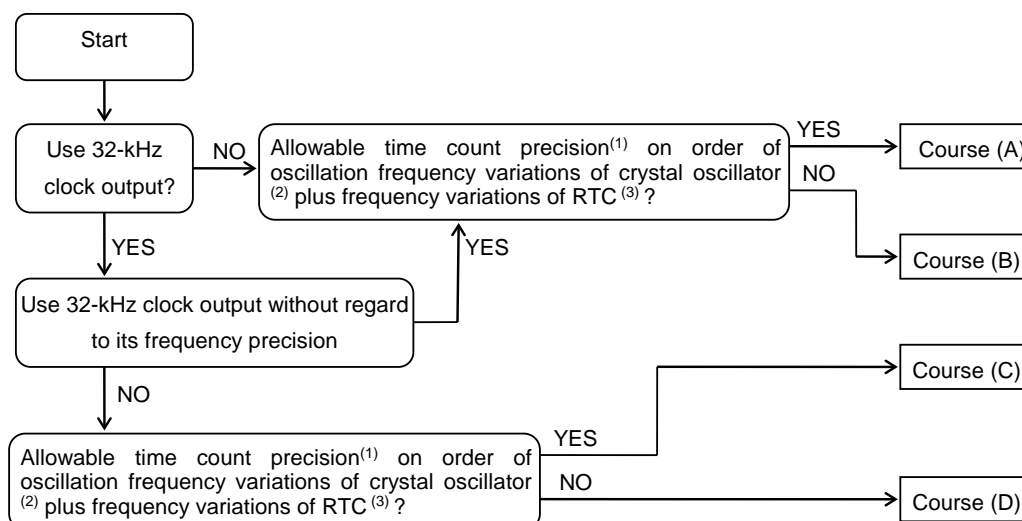 Start
Use 32-kHz
clock output?
NO
Allowable time count precision(1) on order of
oscillation frequency variations of crystal oscillator
(2) plus frequency variations of RTC (3) ?
YES
Course (A)
NO
Course (B)
YES
YES
Use 32-kHz clock output without regard
to its frequency precision
NO
Course (C)
Allowable time count precision(1) on order of
oscillation frequency variations of crystal oscillator
(2) plus frequency variations of RTC (3) ?
YES
NO
Course (D)